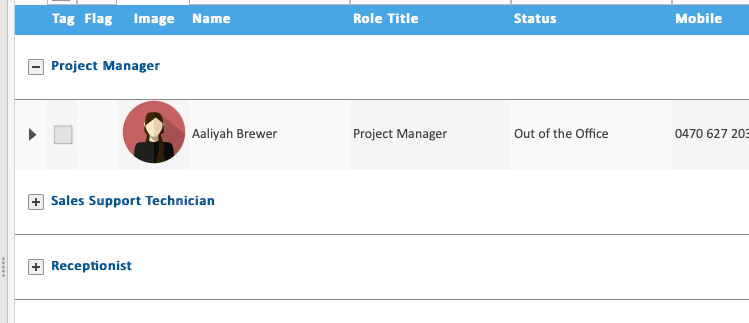 Tag Flag Image Name Role Title Status Mobile
Project Manager
Aaliyah Brewer Project Manager Out of the Office 0470 627 203
Sales Support Technician
Receptionist